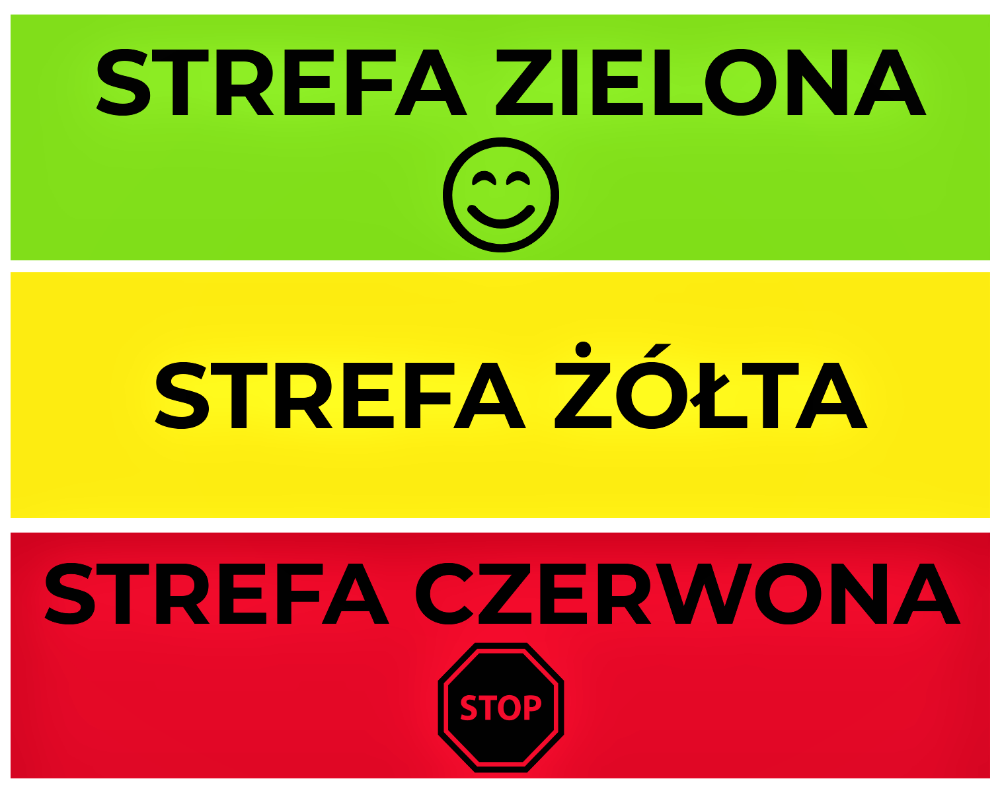 STREFA ZIELONA
STREFA ŻÓŁTA
STREFA CZERWONA
STOP